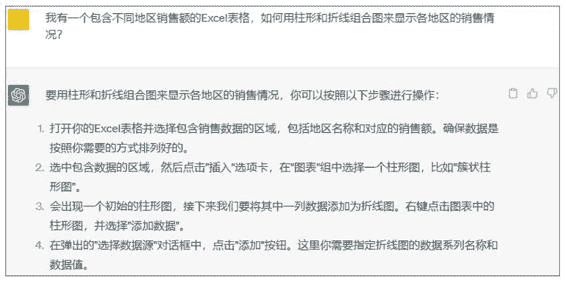 我有一个包含不同地区销售额的Excel表格，如何用柱形和折线组合图来显示各地区的销售情
况？
要用柱形和折线组合图来显示各地区的销售情况，你可以按照以下步骤进行操作：
1. 打开你的Excel表格并选择包含销售数据的区域，包括地区名称和对应的销售额。确保数据是
按照你需要的方式排列好的。
2. 选中包含数据的区域，然后点击"插入"选项卡，在"图表"组中选择一个柱形图，比如"簇状柱
形图"。
3. 会出现一个初始的柱形图，接下来我们要将其中一列数据添加为折线图。右键点击图表中的
柱形图，并选择"添加数据"。
4. 在弹出的"选择数据源"对话框中，点击"添加"按钮。这里你需要指定折线图的数据系列名称和
数据值。